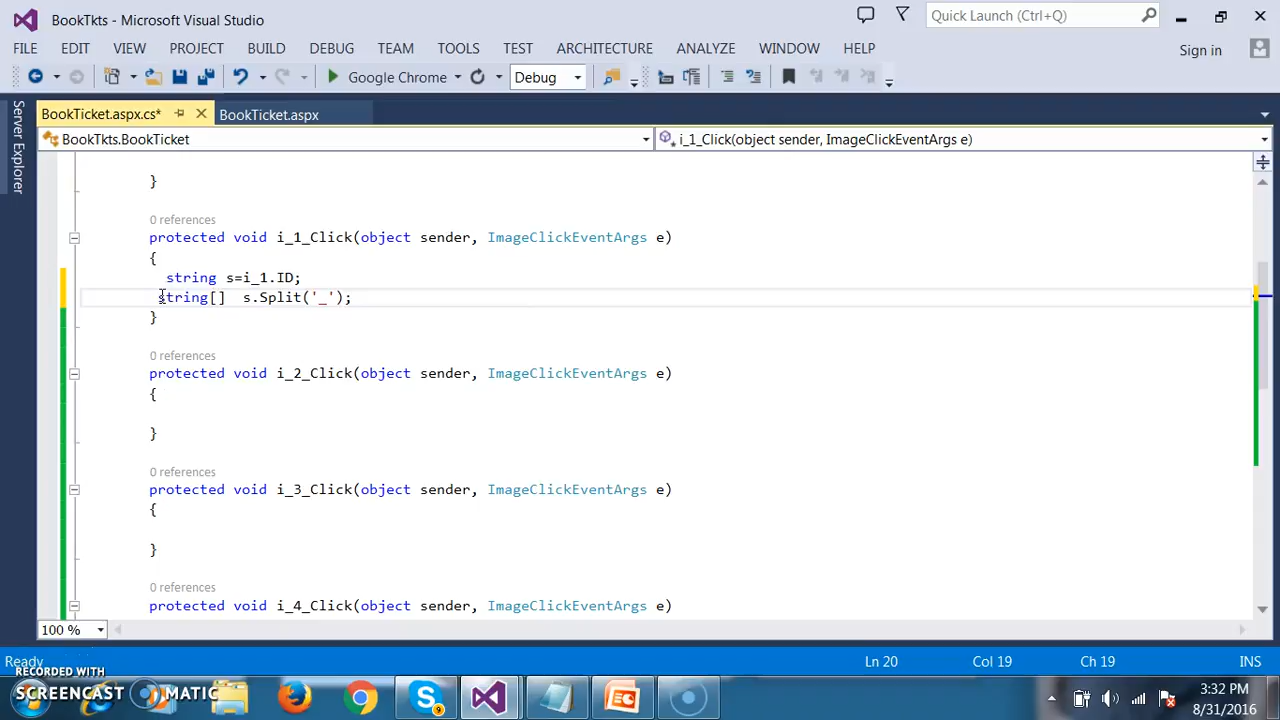 BookTkts - Microsoft Visual Studio
Quick Launch (Ctrl+Q)
FILE EDIT VIEW PROJECT BUILD DEBUG TEAM TOOLS TEST ARCHITECTURE ANALYZE WINDOW HELP
Sign in
Google Chrome
Debug
Server Explorer
BookTicket.aspx.cs*
BookTicket.aspx
BookTkts.BookTicket
i_1_Click(object sender, ImageClickEventArgs e)
}
0 references
protected void i_1_Click(object sender, ImageClickEventArgs e)
{
string s=i_1.ID;
string[]  s.Split('_');
}
0 references
protected void i_2_Click(object sender, ImageClickEventArgs e)
{
}
0 references
protected void i_3_Click(object sender, ImageClickEventArgs e)
{
}
0 references
protected void i_4_Click(object sender, ImageClickEventArgs e)
100 %
Ready
Ln 20
Col 19
Ch 19
INS
RECORDED WITH
SCREENCAST MATIC
9
3:32 PM
8/31/2016